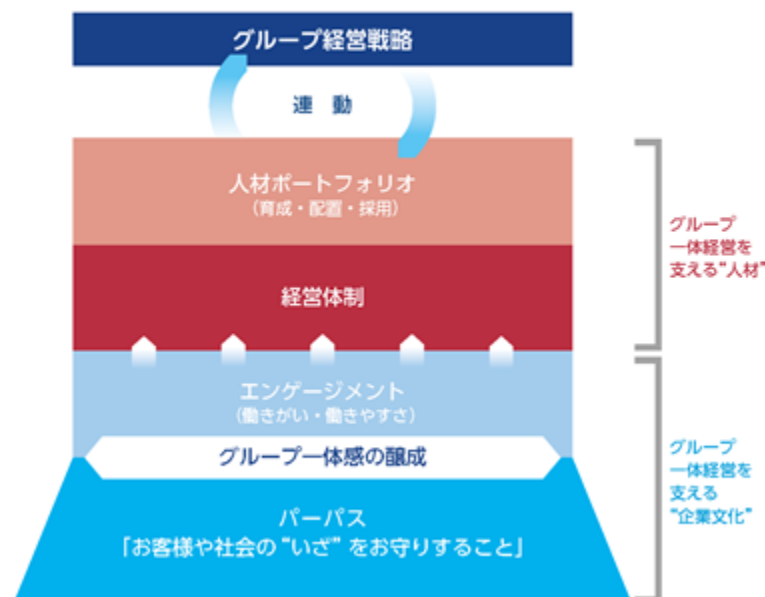 グループ経営戦略
連 動
人材ポートフォリオ
(育成・配置・採用)
経営体制
エンゲージメント
(働きがい・働きやすさ)
グループ一体感の醸成
パーパス
「お客様や社会の“いざ”をお守りすること」
グループ
一体経営を
支える“人材”
グループ
一体経営を
支える
“企業文化”